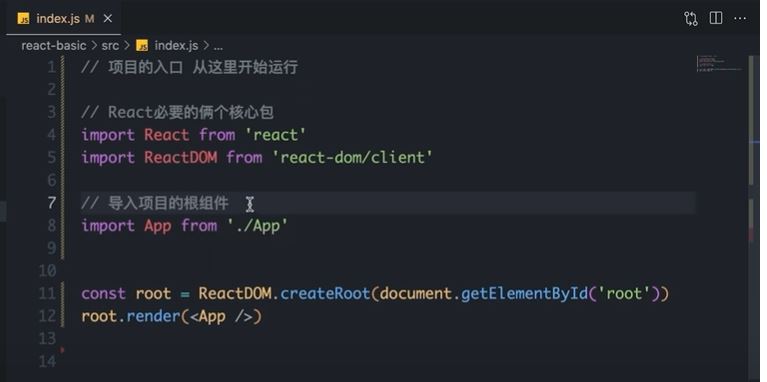 JS index.js M ×
react-basic > src > JS index.js > ...
1 // 项目的入口 从这里开始运行
2
3 // React必要的俩个核心包
4 import React from 'react'
5 import ReactDOM from 'react-dom/client'
6
7 // 导入项目的根组件
8 import App from './App'
9
10
11 const root = ReactDOM.createRoot(document.getElementById('root'))
12 root.render(<App />)
13
14